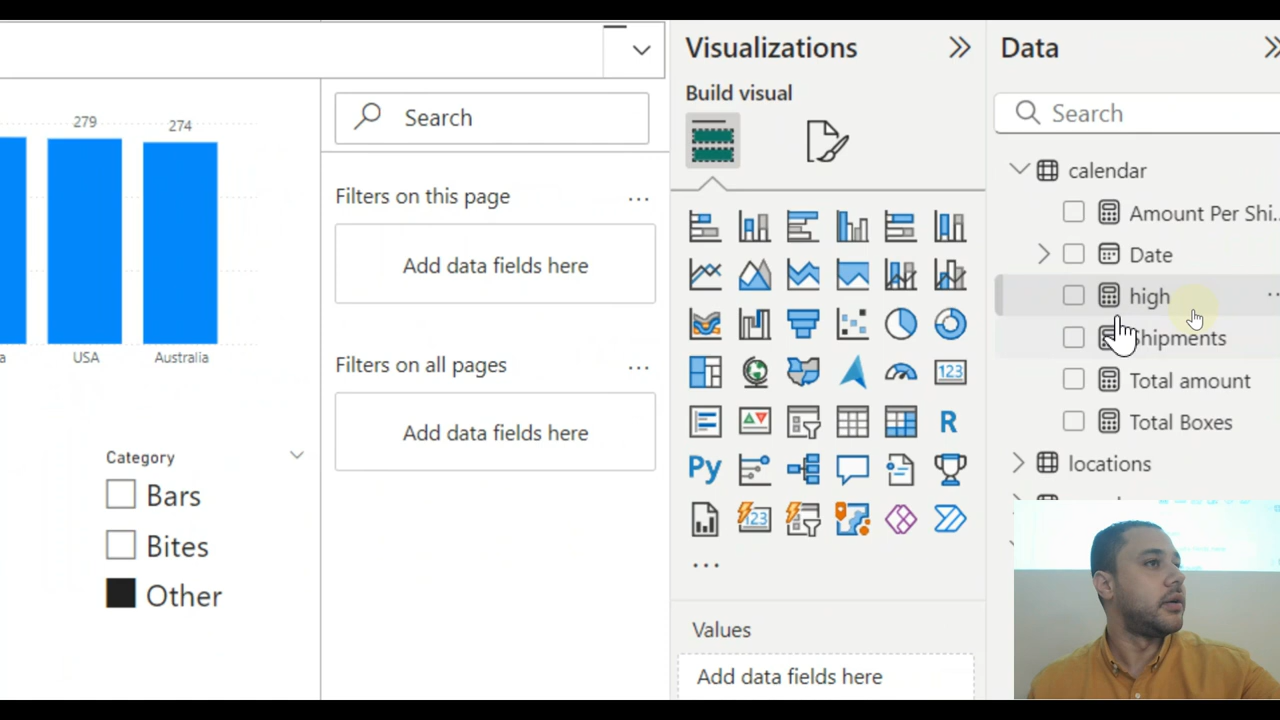 279
274
a
USA
Australia
Category
Bars
Bites
Other
Search
Filters on this page
...
Add data fields here
Filters on all pages
...
Add data fields here
Visualizations
Build visual
123
R
Py
123
...
Values
Add data fields here
Data
Search
calendar
Amount Per Shi...
Date
high
Shipments
Total amount
Total Boxes
locations